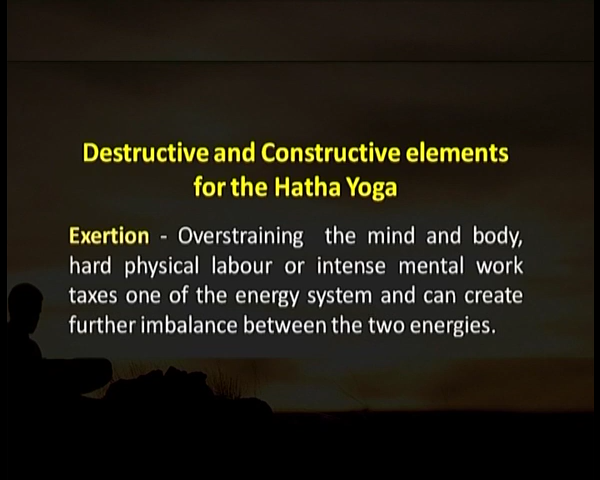 Destructive and Constructive elements
for the Hatha Yoga
Exertion - Overstraining the mind and body,
hard physical labour or intense mental work
taxes one of the energy system and can create
further imbalance between the two energies.